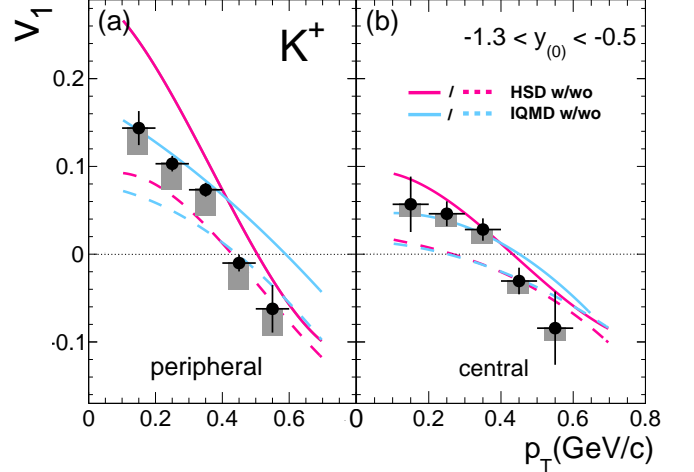 (a)
K+
(b)
-1.3 < y(0) < -0.5
/ HSD w/wo
/ IQMD w/wo
v1
0.2
0.1
0
-0.1
peripheral
central
0 0.2 0.4 0.6 0 0.2 0.4 0.6 0.8
pT(GeV/c)